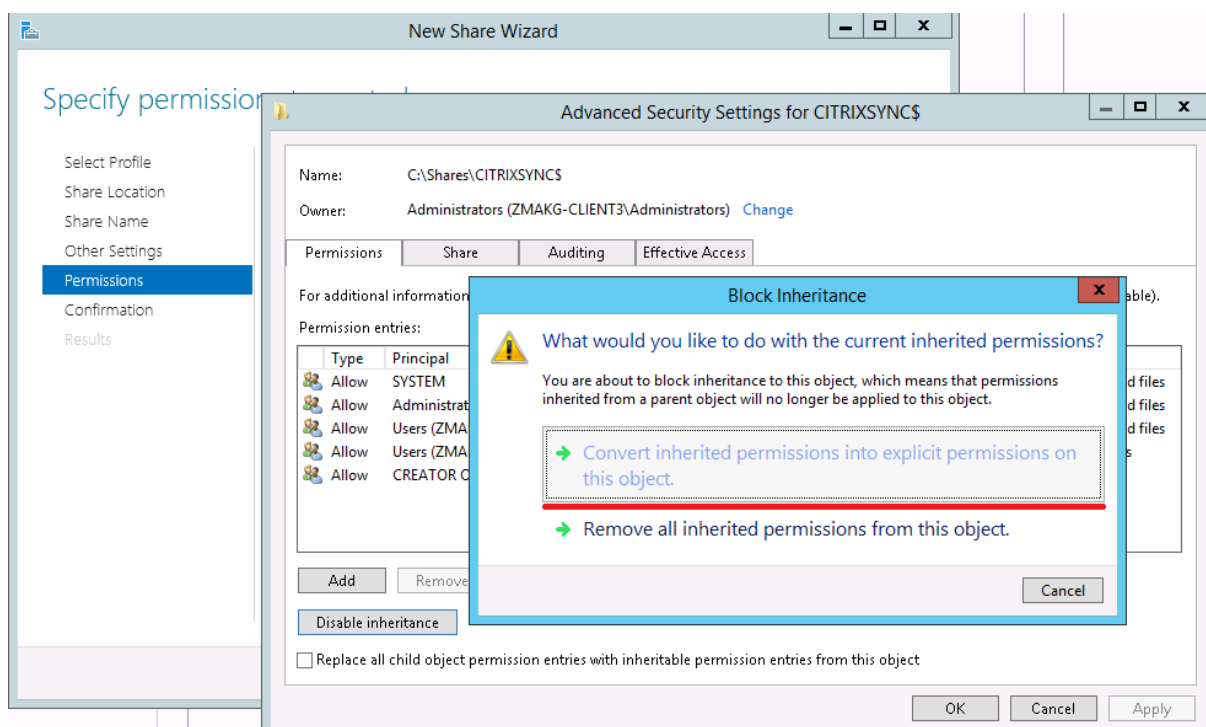 New Share Wizard
Specify permission
Advanced Security Settings for CITRIXSYNC$
Select Profile
Share Location
Share Name
Other Settings
Permissions
Confirmation
Results
Name: C:\Shares\CITRIXSYNC$
Owner: Administrators (ZMAKG-CLIENT3\Administrators) Change
Permissions Share Auditing Effective Access
For additional information able).
Permission entries:
Type Principal
Allow SYSTEM d files
Allow Administrat d files
Allow Users (ZMA d files
Allow Users (ZMA s
Allow CREATOR O
Add Remove
Disable inheritance
Replace all child object permission entries with inheritable permission entries from this object
OK Cancel Apply
Block Inheritance
What would you like to do with the current inherited permissions?
You are about to block inheritance to this object, which means that permissions
inherited from a parent object will no longer be applied to this object.
Convert inherited permissions into explicit permissions on
this object.
Remove all inherited permissions from this object.
Cancel